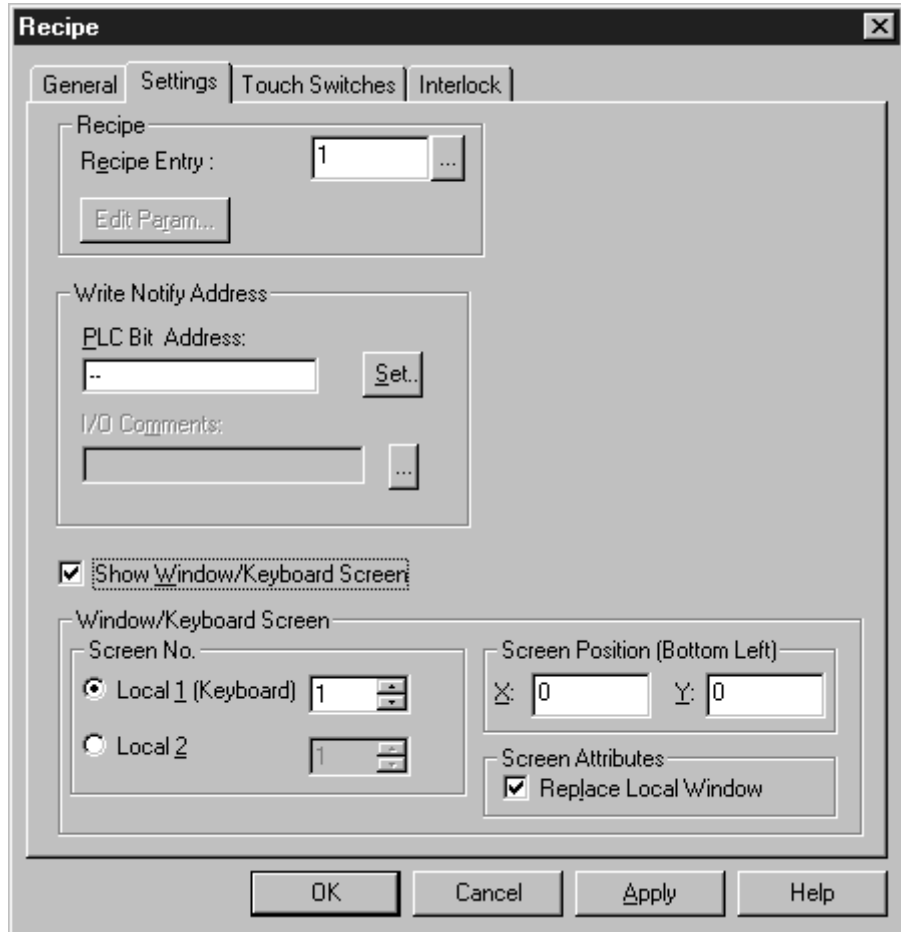 Recipe
General Settings Touch Switches Interlock
Recipe
Recipe Entry : 1 ...
Edit Param...
Write Notify Address
PLC Bit Address:
-- Set..
I/O Comments:
...
Show Window/Keyboard Screen
Window/Keyboard Screen
Screen No.
Local 1 (Keyboard) 1
Local 2 1
Screen Position (Bottom Left)
X: 0 Y: 0
Screen Attributes
Replace Local Window
OK Cancel Apply Help